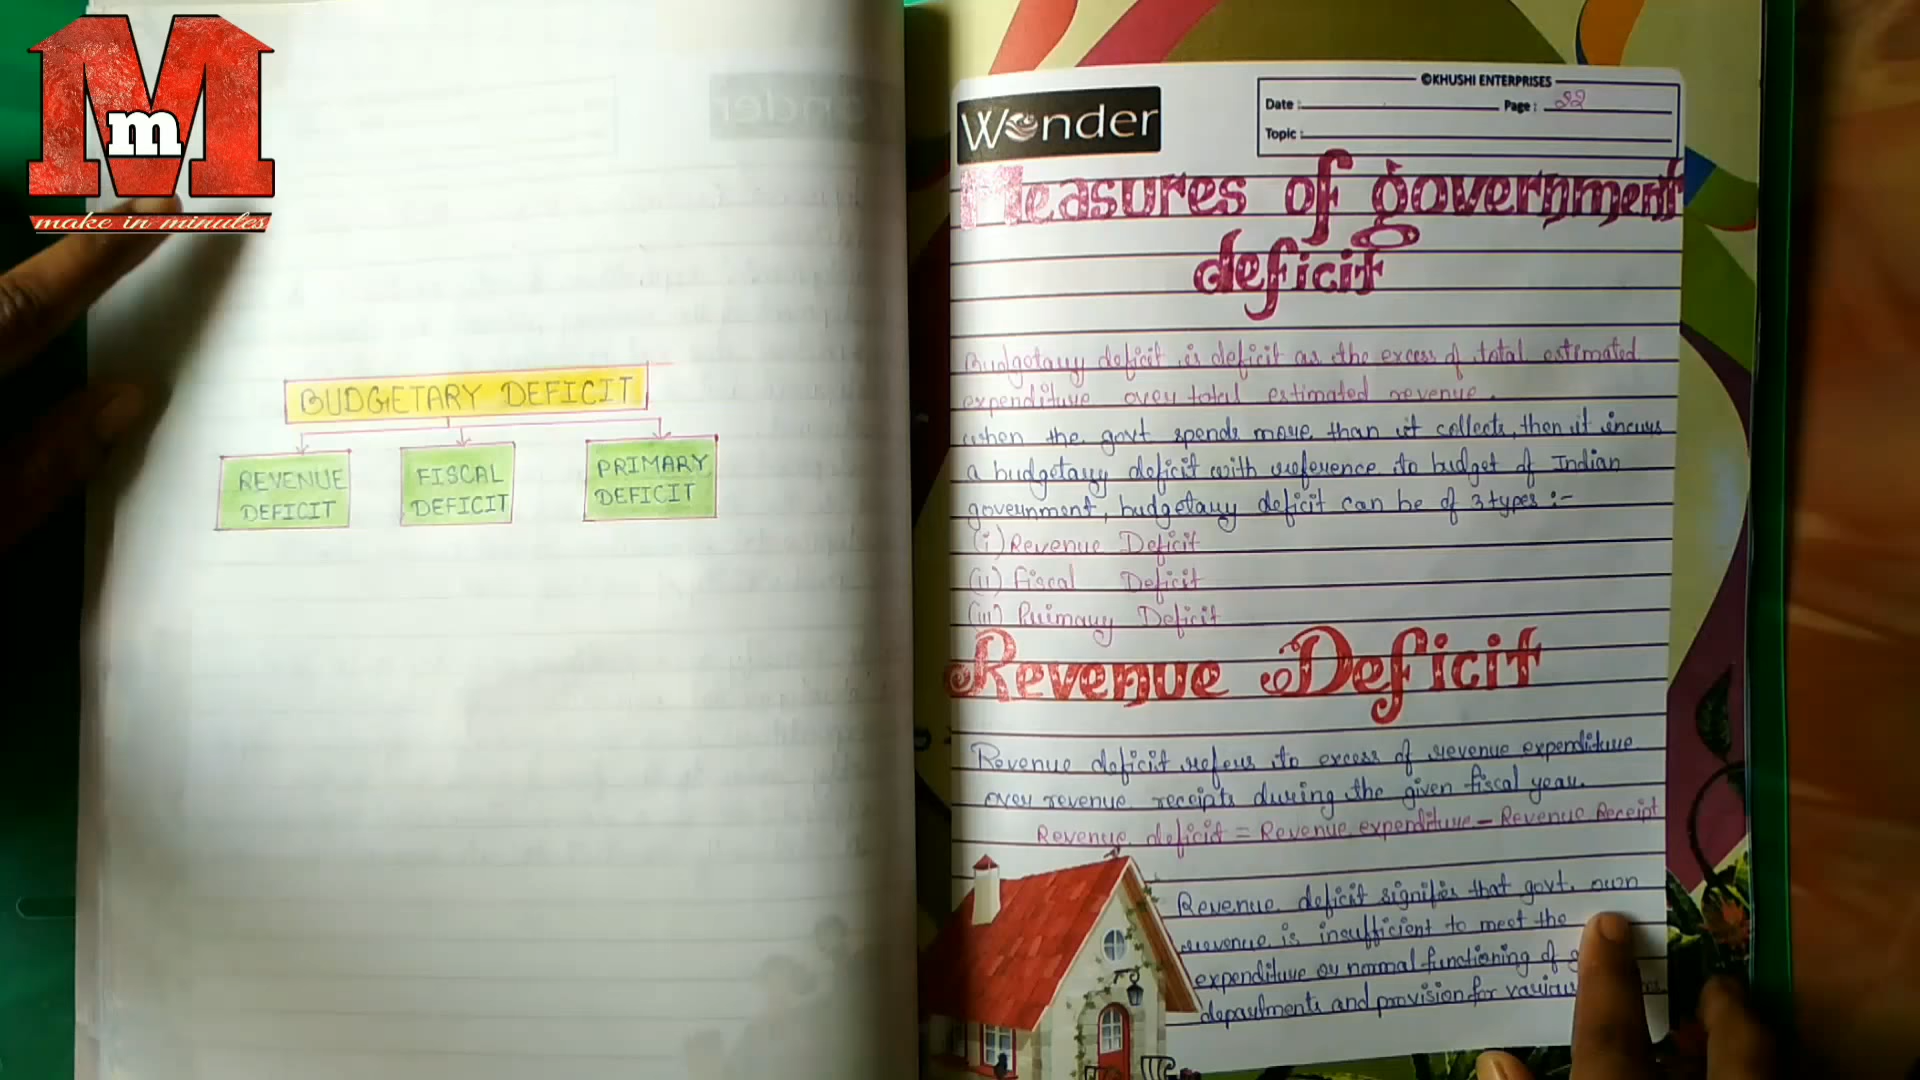 Mm
make in minutes
BUDGETARY DEFICIT
REVENUE DEFICIT
FISCAL DEFICIT
PRIMARY DEFICIT
Wonder
©KHUSHI ENTERPRISES
Date :
Page : 22
Topic :
Measures of government
deficit
Budgetary deficit is deficit as the excess of total estimated
expenditure over total estimated revenue.
when the govt spends more than it collects, then it incurs
a budgetary deficit with reference to budget of Indian
government, budgetary deficit can be of 3 types :-
(i) Revenue Deficit
(ii) Fiscal Deficit
(iii) Primary Deficit
Revenue Deficit
Revenue deficit refers to excess of revenue expenditure
over revenue receipts during the given fiscal year.
Revenue deficit = Revenue expenditure - Revenue Receipt
Revenue deficit signifies that govt. own
revenue is insufficient to meet the
expenditure on normal functioning of
departments and provision for various